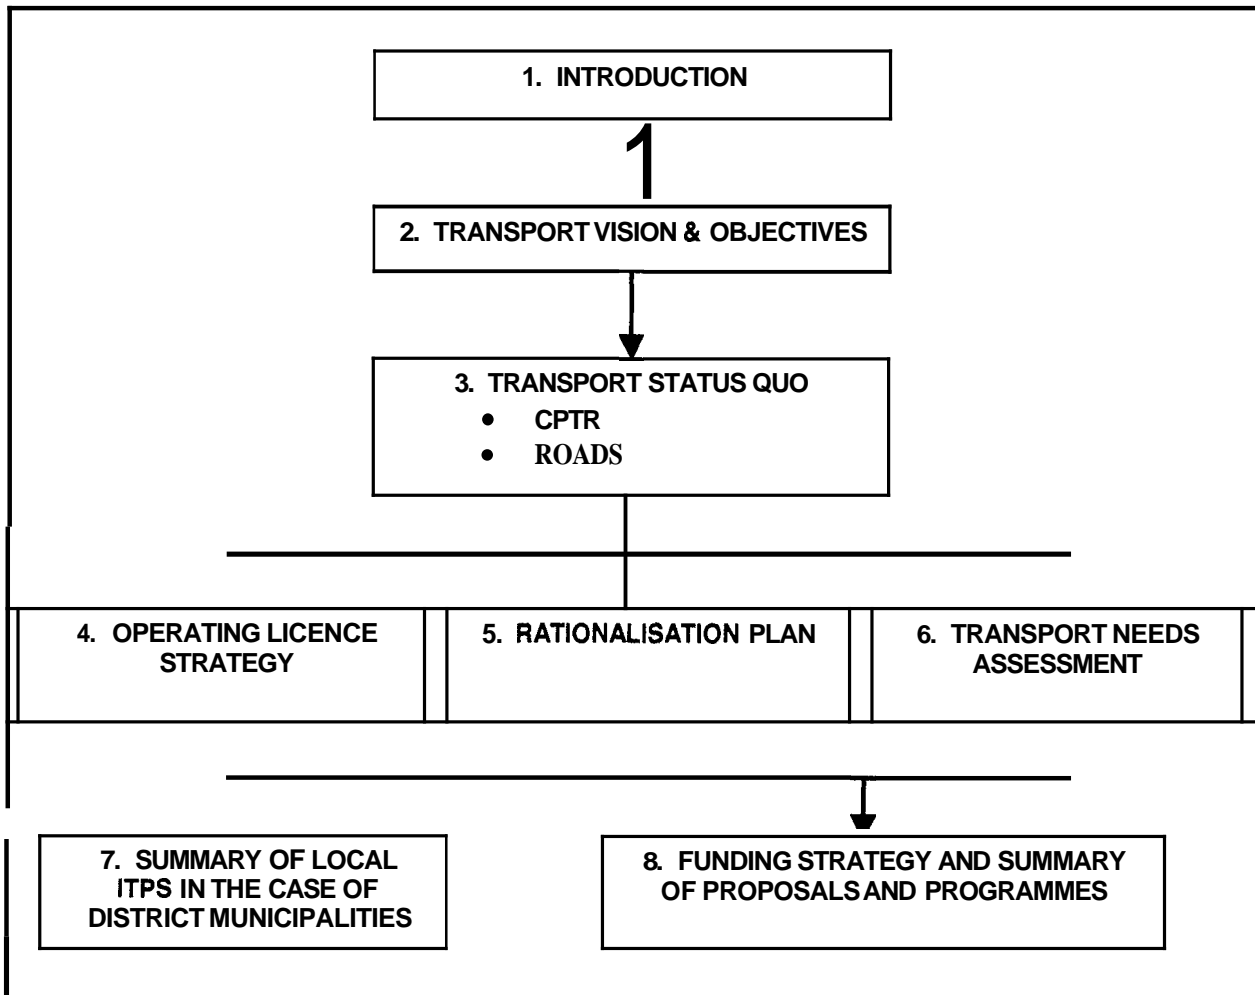 1. INTRODUCTION
1
2. TRANSPORT VISION & OBJECTIVES
3. TRANSPORT STATUS QUO
• CPTR
• ROADS
4. OPERATING LICENCE
STRATEGY
5. RATIONALISATION PLAN
6. TRANSPORT NEEDS
ASSESSMENT
7. SUMMARY OF LOCAL
ITPS IN THE CASE OF
DISTRICT MUNICIPALITIES
8. FUNDING STRATEGY AND SUMMARY
OF PROPOSALS AND PROGRAMMES